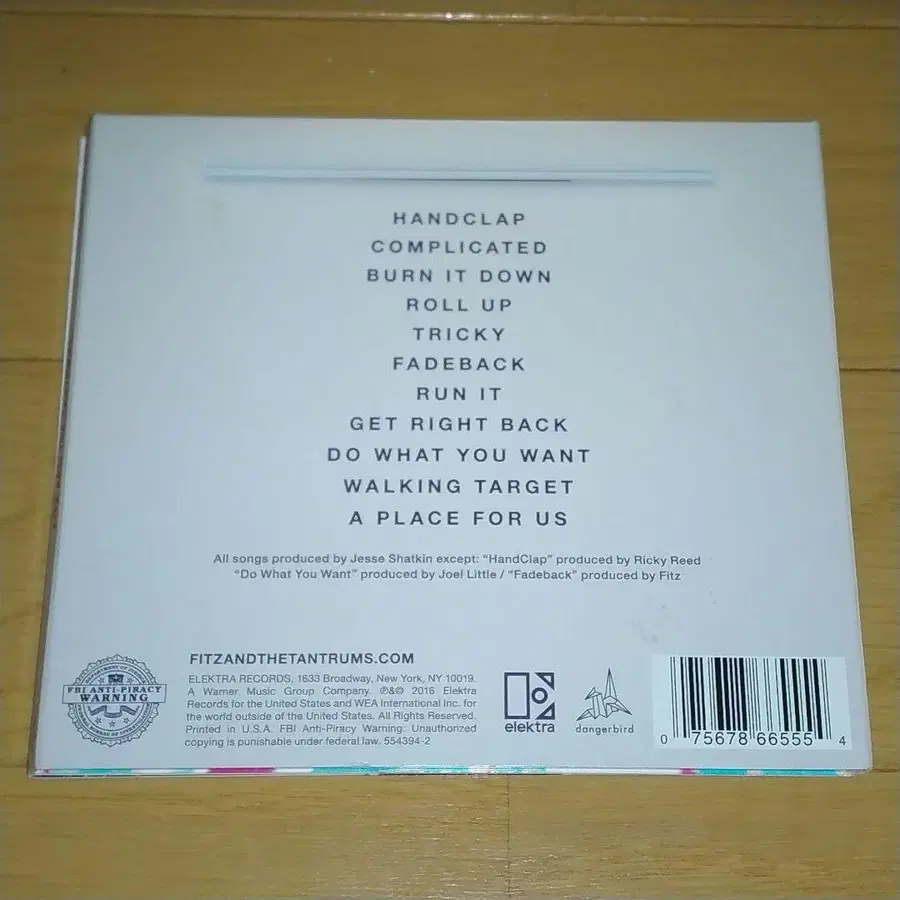 HANDCLAP
COMPLICATED
BURN IT DOWN
ROLL UP
TRICKY
FADEBACK
RUN IT
GET RIGHT BACK
DO WHAT YOU WANT
WALKING TARGET
A PLACE FOR US
All songs produced by Jesse Shatkin except: “HandClap” produced by Ricky Reed
“Do What You Want” produced by Joel Little / “Fadeback” produced by Fitz
FITZANDTHETANTRUMS.COM
ELEKTRA RECORDS, 1633 Broadway, New York, NY 10019.
A Warner Music Group Company. ℗&© 2016 Elektra
Records for the United States and WEA International Inc. for
the world outside of the United States. All Rights Reserved.
Printed in U.S.A. FBI Anti-Piracy Warning: Unauthorized
copying is punishable under federal law. 554394-2
FBI ANTI-PIRACY
WARNING
elektra
dangerbird
0 75678 66555 4